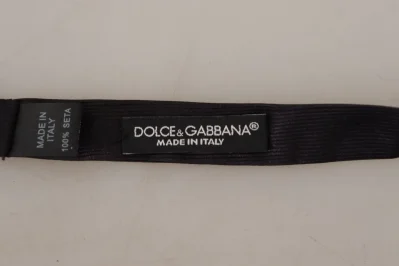 MADE IN
ITALY
100% SETA
DOLCE&GABBANA®
MADE IN ITALY